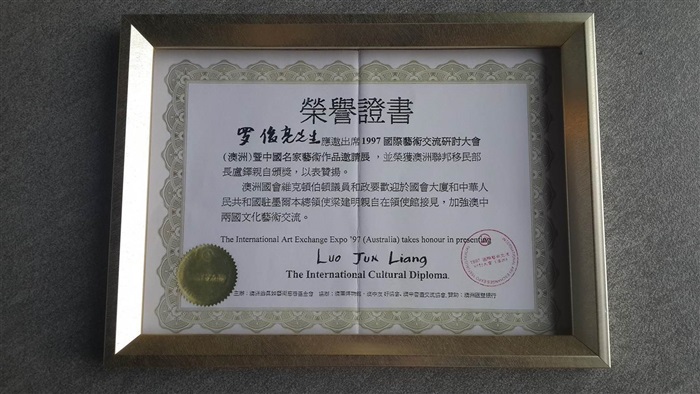 榮譽證書
罗俊亮先生應邀出席1997國際藝術交流研討大會
(澳洲)暨中國名家藝術作品邀請展，並榮獲澳洲聯邦移民部
長盧鐸親自頒獎，以表贊揚。
澳洲國會維克頓伯頓議員和政要歡迎於國會大廈和中華人
民共和國駐墨爾本總領使梁建明親自在領使館接見，加強澳中
兩國文化藝術交流。
The International Art Exchange Expo '97 (Australia) takes honour in presenting
Luo Jun Liang
The International Cultural Diploma.